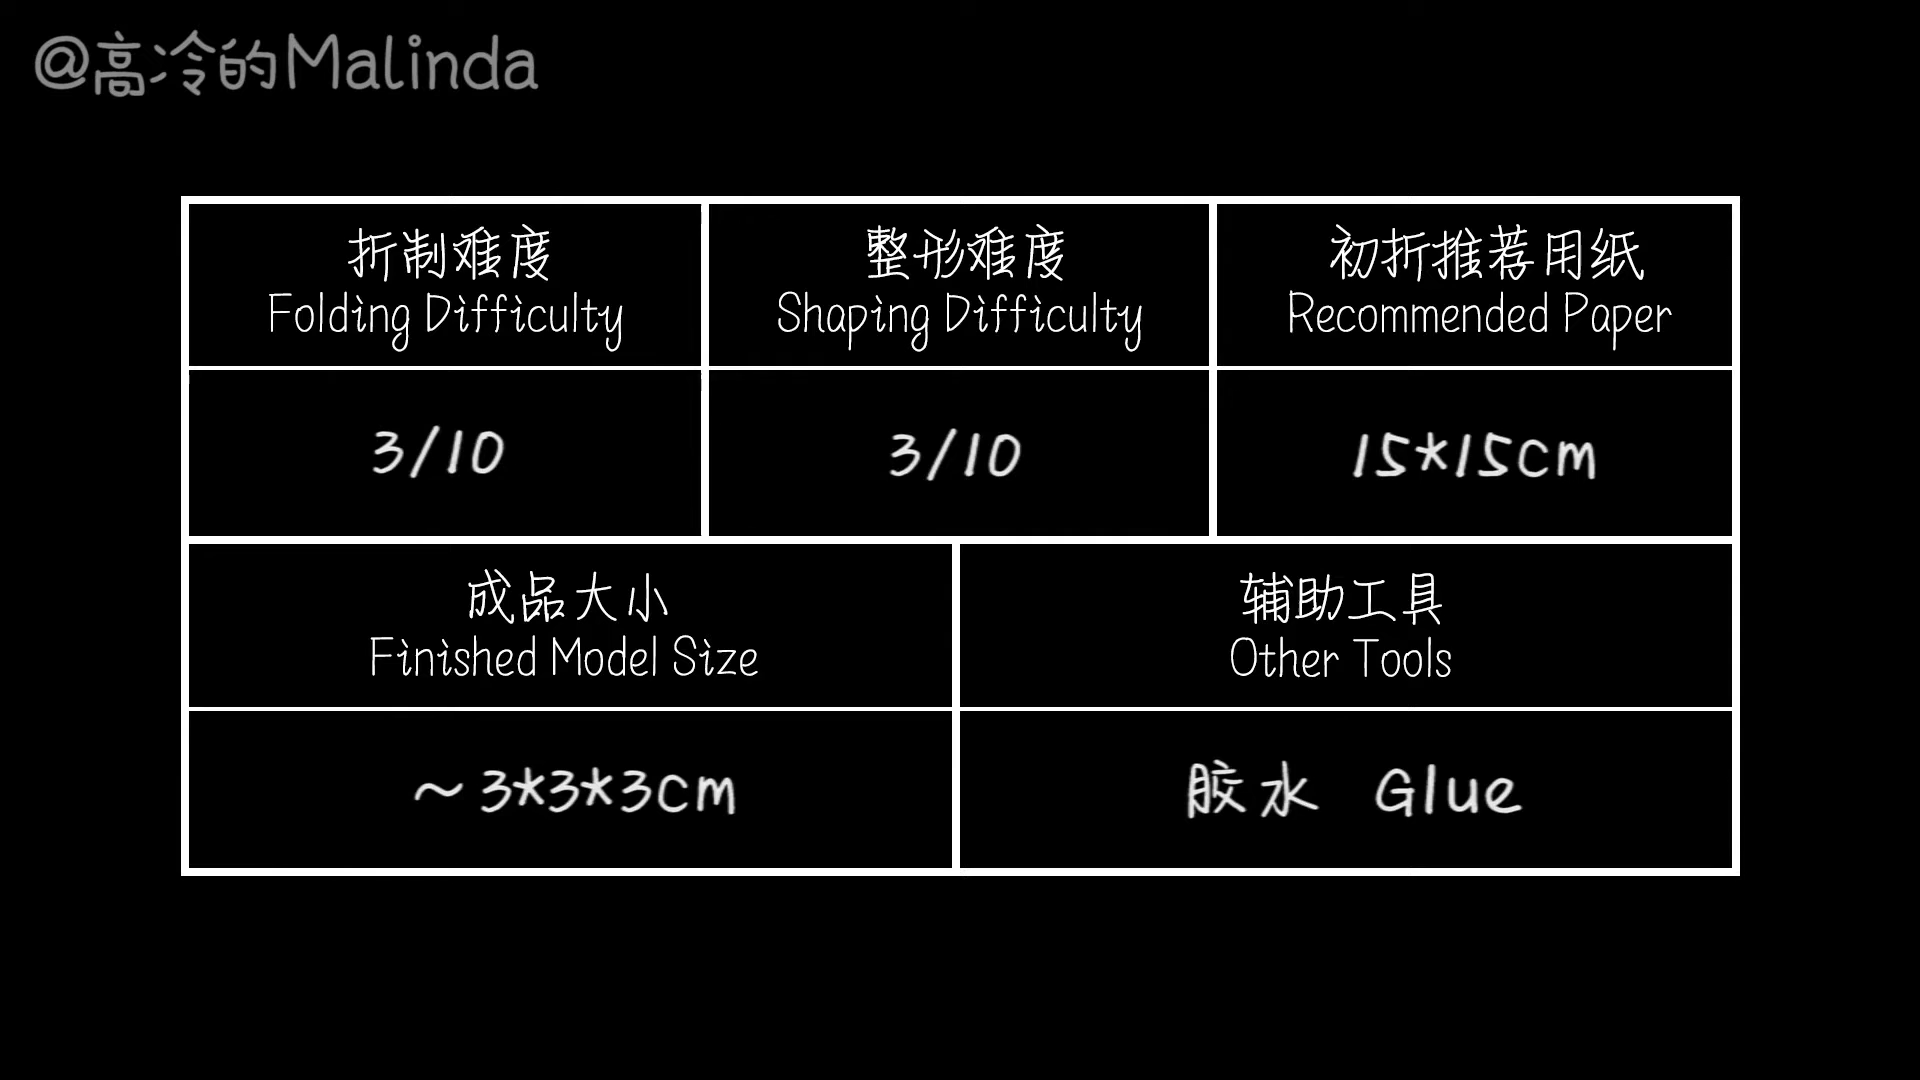 @高冷的Malinda
折制难度
Folding Difficulty
整形难度
Shaping Difficulty
初折推荐用纸
Recommended Paper
3/10
3/10
15*15cm
成品大小
Finished Model Size
辅助工具
Other Tools
~3*3*3cm
胶水 Glue